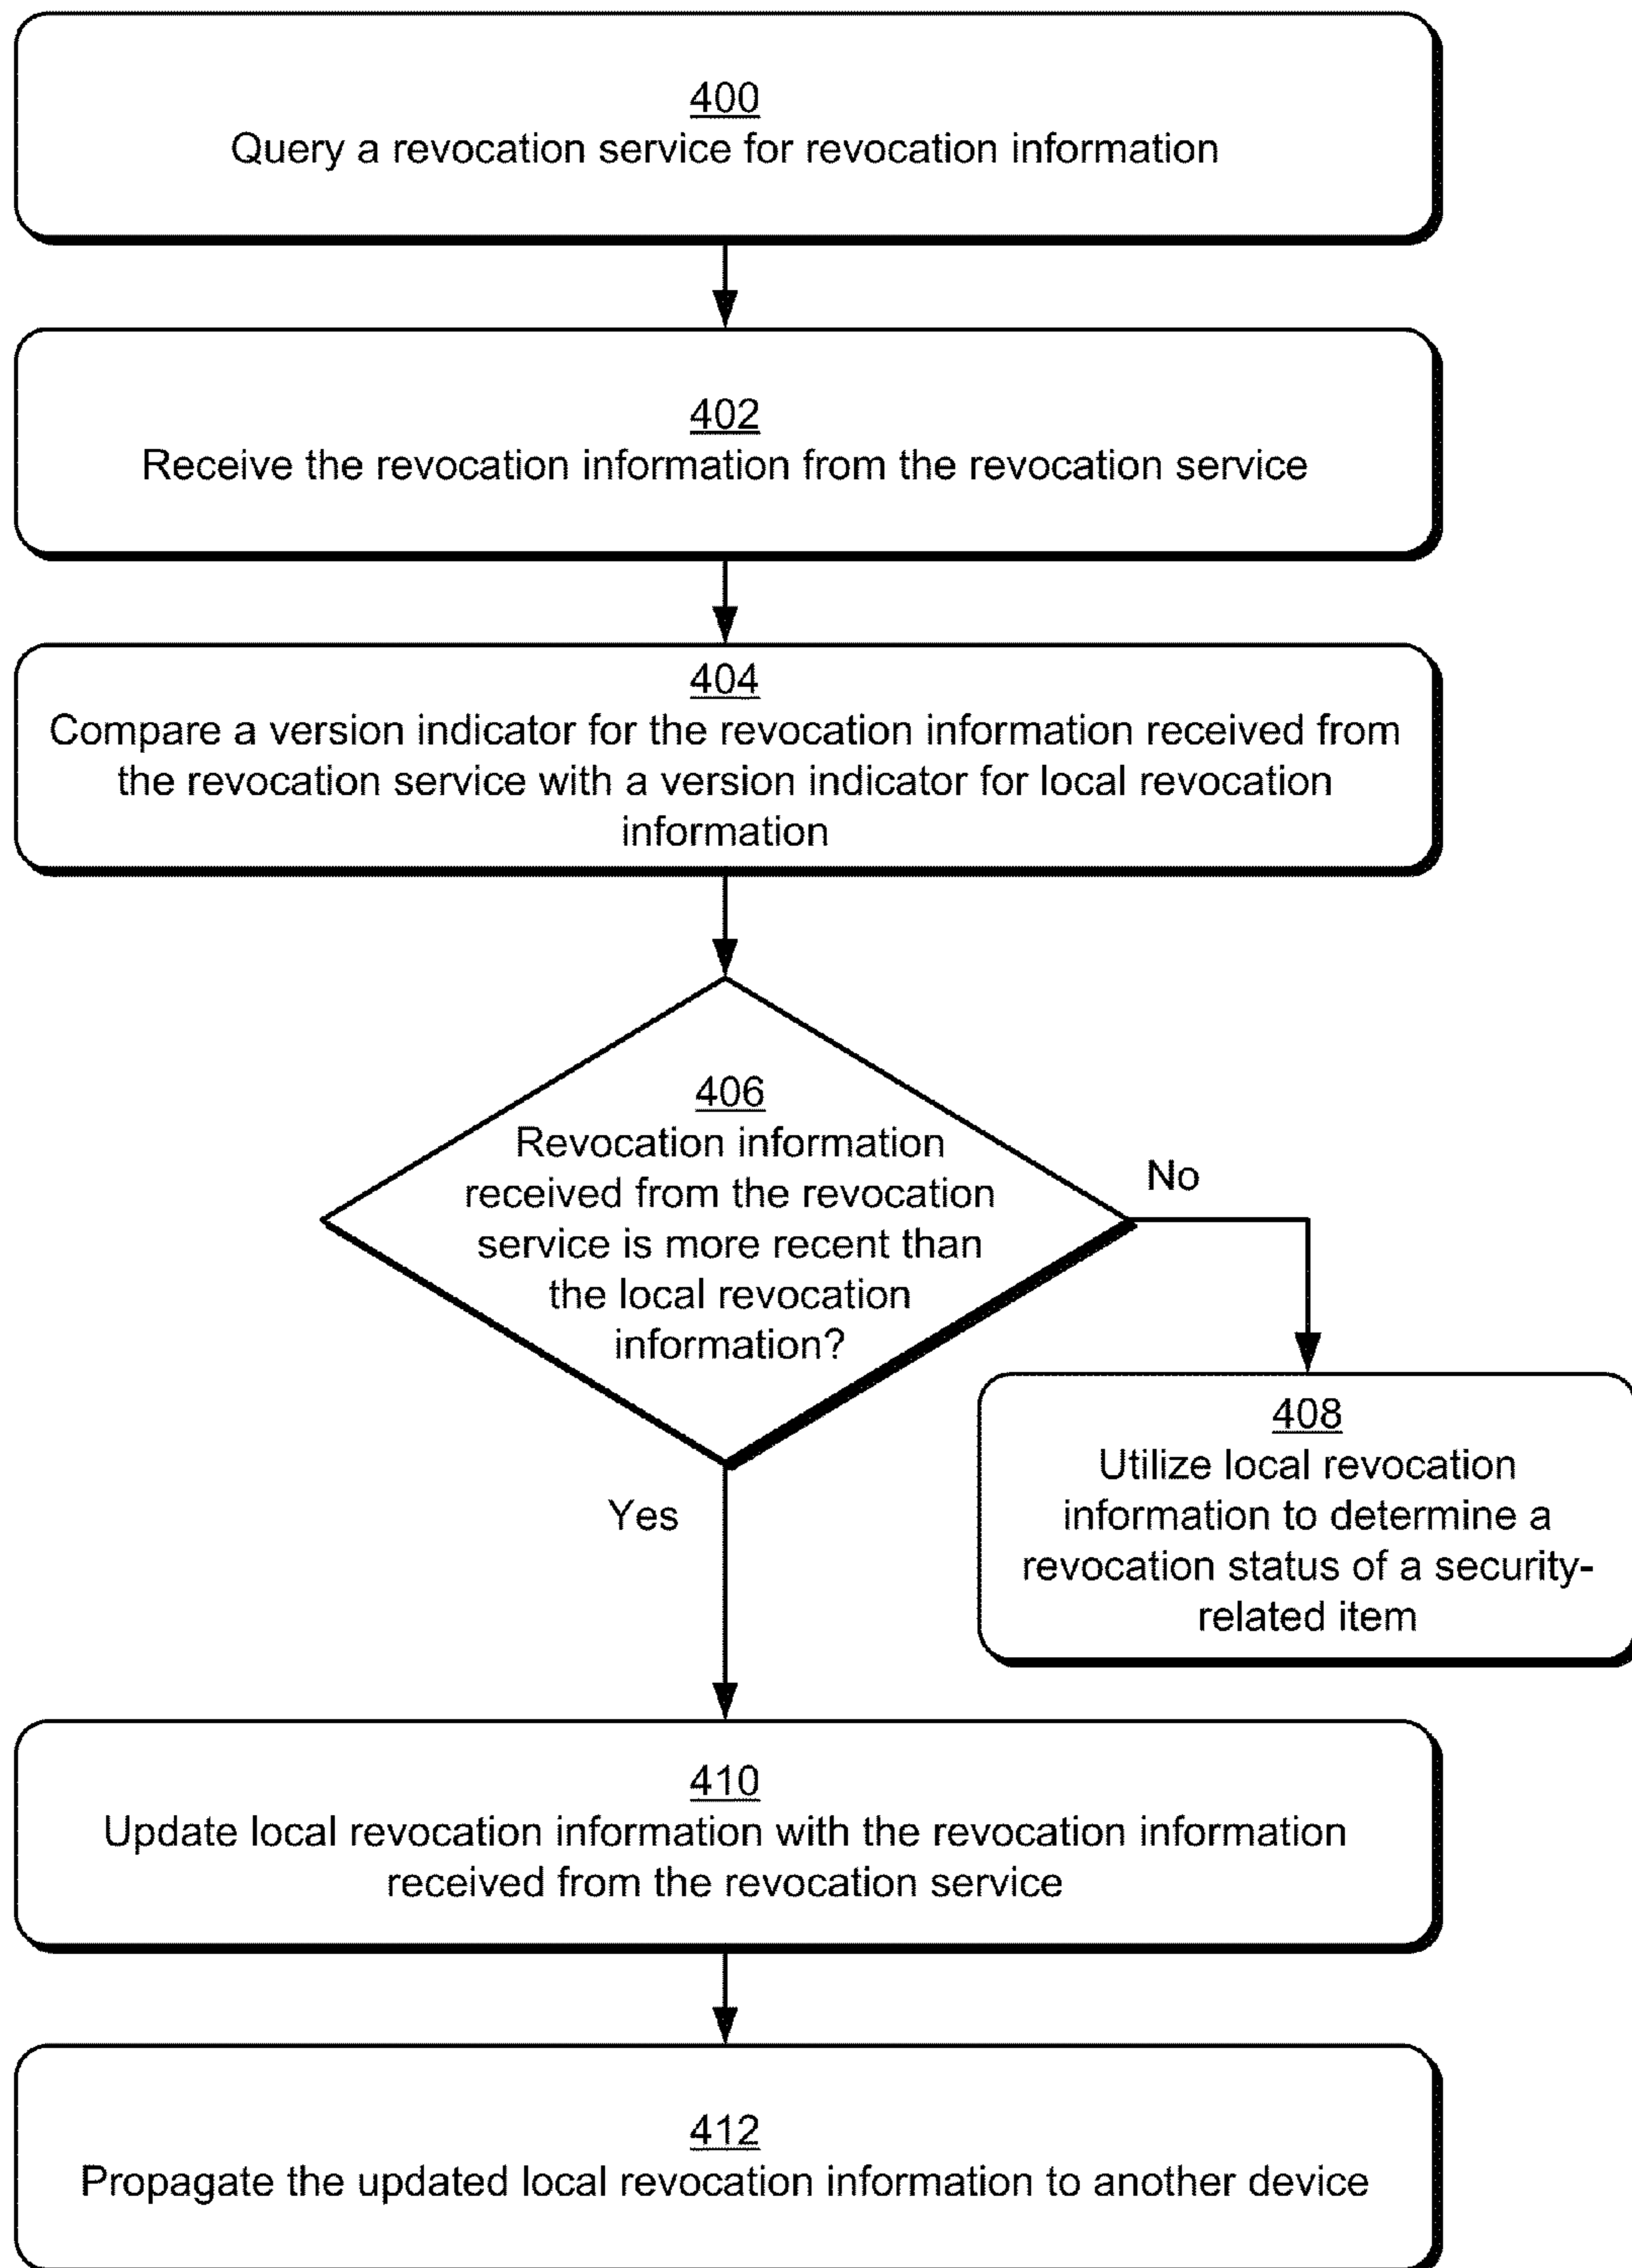 400
Query a revocation service for revocation information
402
Receive the revocation information from the revocation service
404
Compare a version indicator for the revocation information received from
the revocation service with a version indicator for local revocation
information
406
Revocation information
received from the revocation
service is more recent than
the local revocation
information?
No
408
Utilize local revocation
information to determine a
revocation status of a security-
related item
Yes
410
Update local revocation information with the revocation information
received from the revocation service
412
Propagate the updated local revocation information to another device